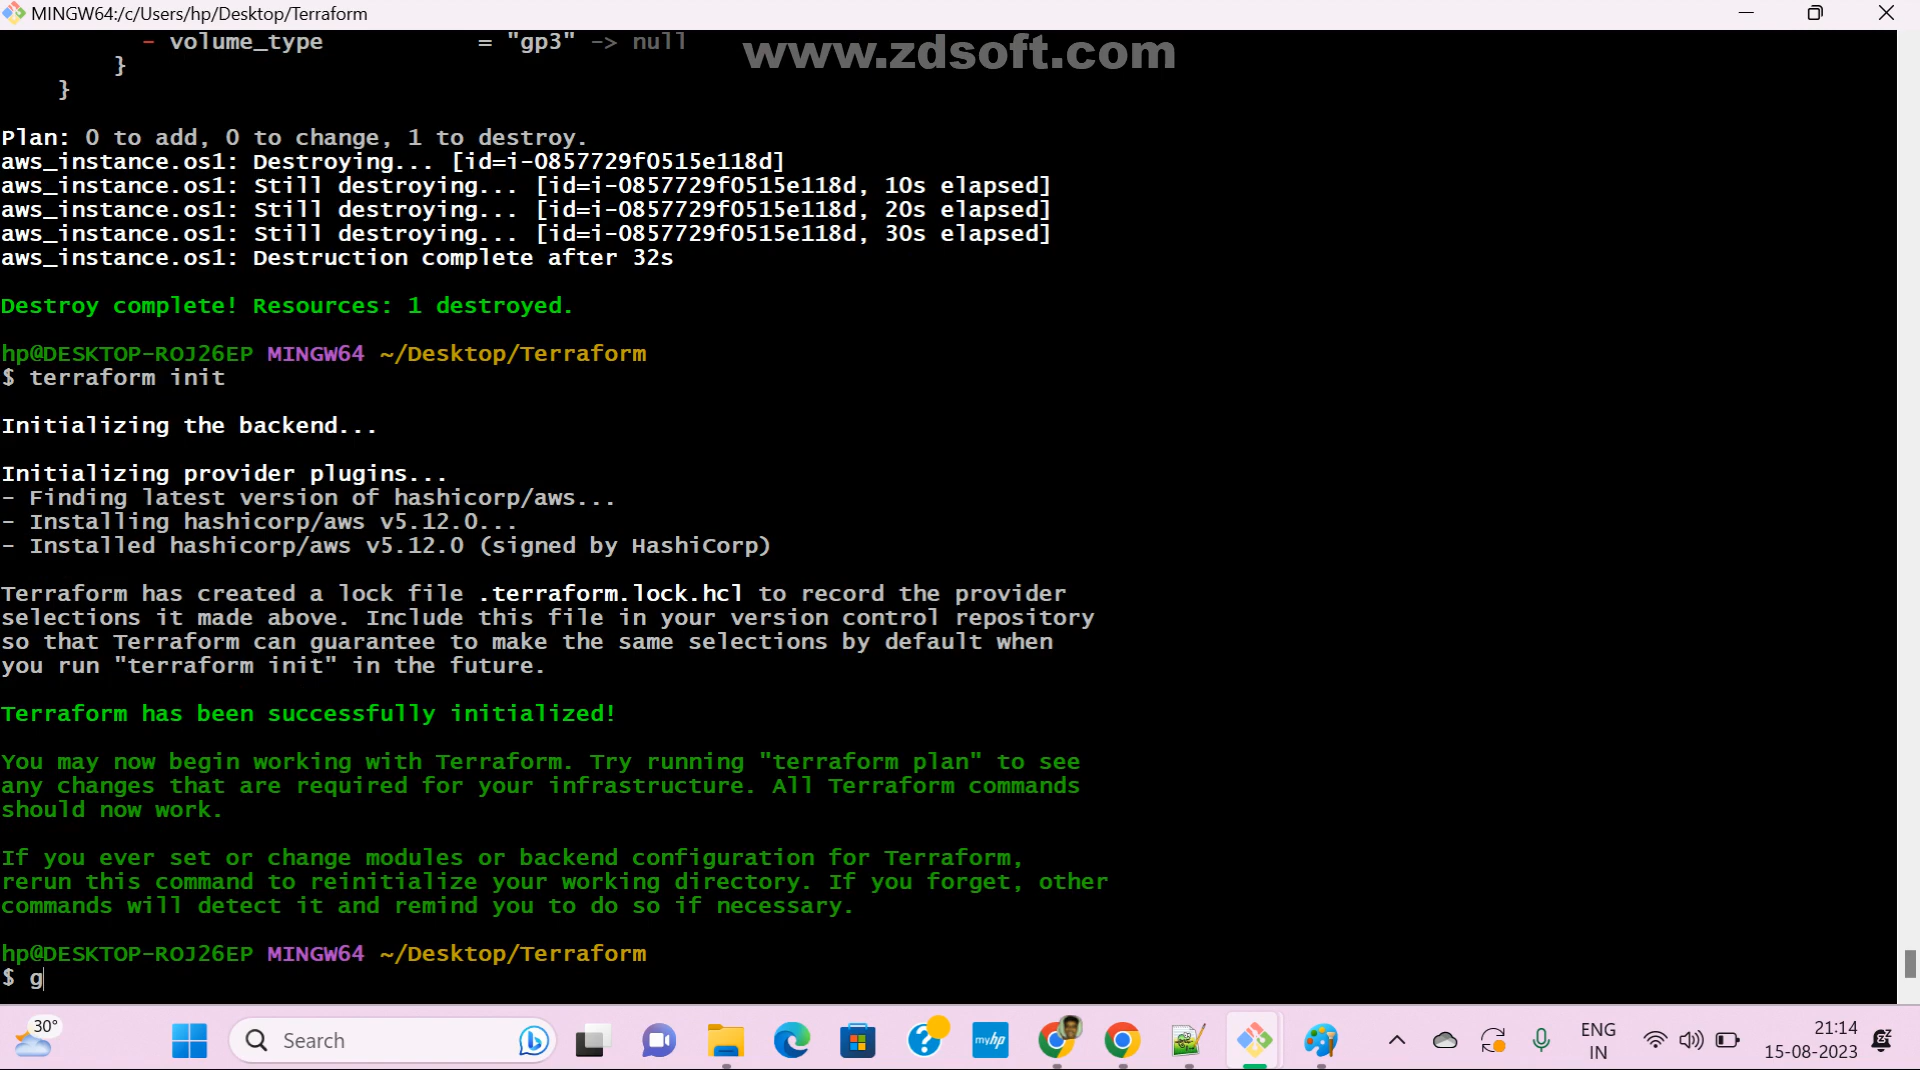 MINGW64:/c/Users/hp/Desktop/Terraform
- volume_type = "gp3" -> null
www.zdsoft.com
}
}
Plan: 0 to add, 0 to change, 1 to destroy.
aws_instance.os1: Destroying... [id=i-0857729f0515e118d]
aws_instance.os1: Still destroying... [id=i-0857729f0515e118d, 10s elapsed]
aws_instance.os1: Still destroying... [id=i-0857729f0515e118d, 20s elapsed]
aws_instance.os1: Still destroying... [id=i-0857729f0515e118d, 30s elapsed]
aws_instance.os1: Destruction complete after 32s
Destroy complete! Resources: 1 destroyed.
hp@DESKTOP-ROJ26EP MINGW64 ~/Desktop/Terraform
$ terraform init
Initializing the backend...
Initializing provider plugins...
- Finding latest version of hashicorp/aws...
- Installing hashicorp/aws v5.12.0...
- Installed hashicorp/aws v5.12.0 (signed by HashiCorp)
Terraform has created a lock file .terraform.lock.hcl to record the provider
selections it made above. Include this file in your version control repository
so that Terraform can guarantee to make the same selections by default when
you run "terraform init" in the future.
Terraform has been successfully initialized!
You may now begin working with Terraform. Try running "terraform plan" to see
any changes that are required for your infrastructure. All Terraform commands
should now work.
If you ever set or change modules or backend configuration for Terraform,
rerun this command to reinitialize your working directory. If you forget, other
commands will detect it and remind you to do so if necessary.
hp@DESKTOP-ROJ26EP MINGW64 ~/Desktop/Terraform
$ g
30°
Search
myhp
ENG
IN
21:14
15-08-2023